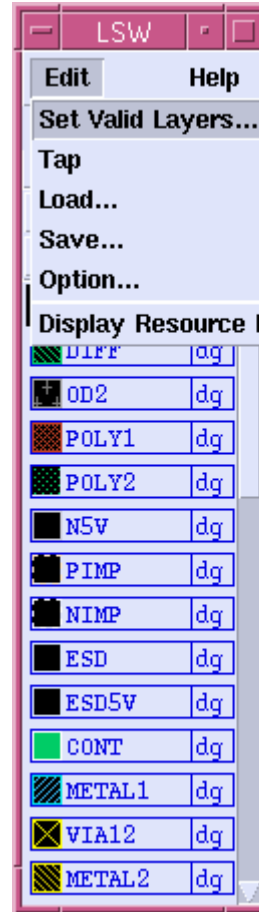 LSW
Edit Help
Set Valid Layers...
Tap
Load...
Save...
Option...
Display Resource
DIFF dg
OD2 dg
POLY1 dg
POLY2 dg
N5V dg
PIMP dg
NIMP dg
ESD dg
ESD5V dg
CONT dg
METAL1 dg
VIA12 dg
METAL2 dg